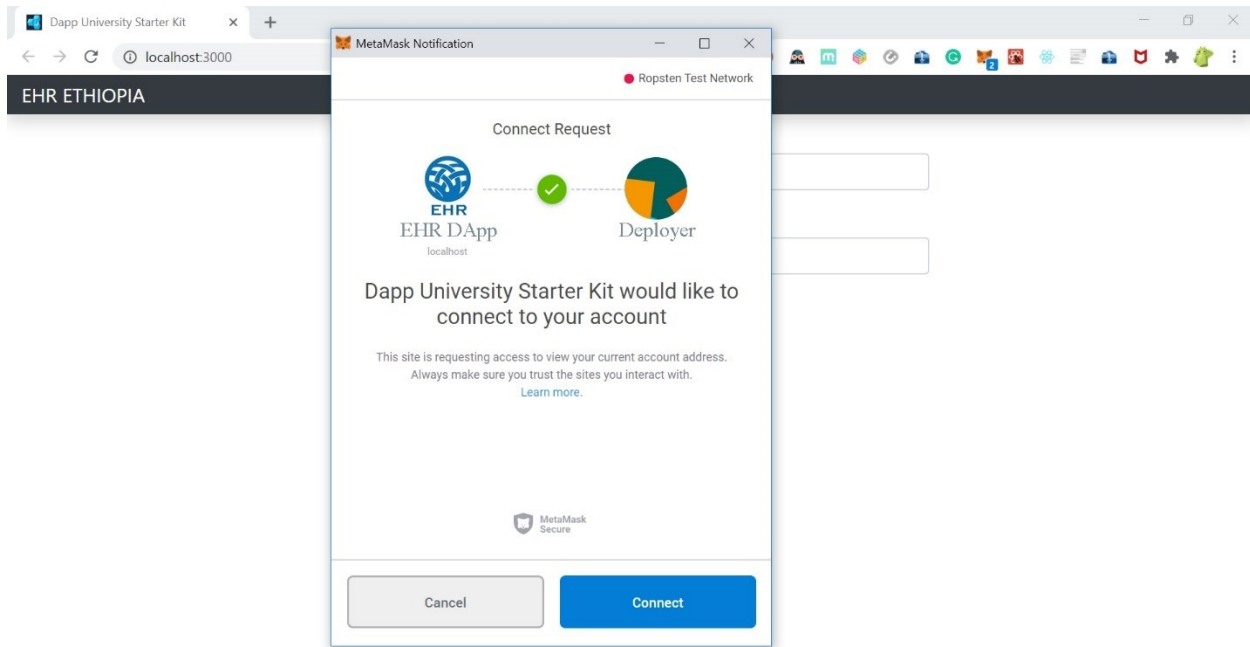 Dapp University Starter Kit
localhost:3000
EHR ETHIOPIA
MetaMask Notification
Ropsten Test Network
Connect Request
EHR
EHR DApp
localhost
Deployer
Dapp University Starter Kit would like to
connect to your account
This site is requesting access to view your current account address.
Always make sure you trust the sites you interact with.
Learn more.
MetaMask
Secure
Cancel
Connect
m
G
2